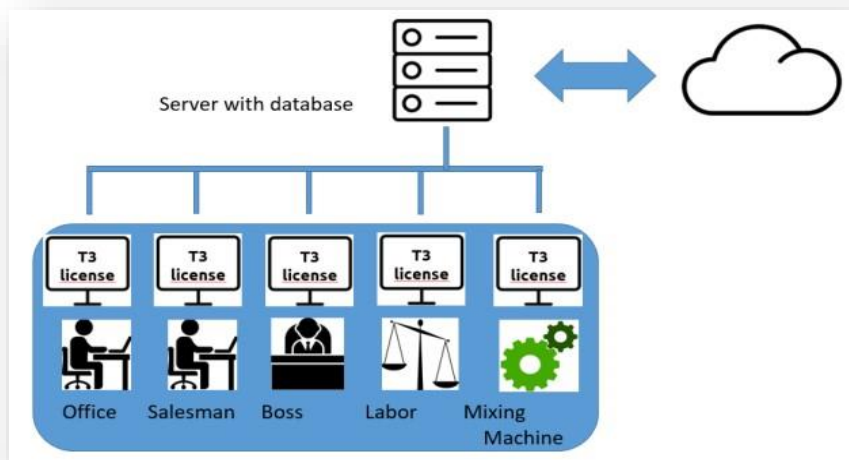 Server with database
T3
license
T3
license
T3
license
T3
license
T3
license
Office
Salesman
Boss
Labor
Mixing
Machine